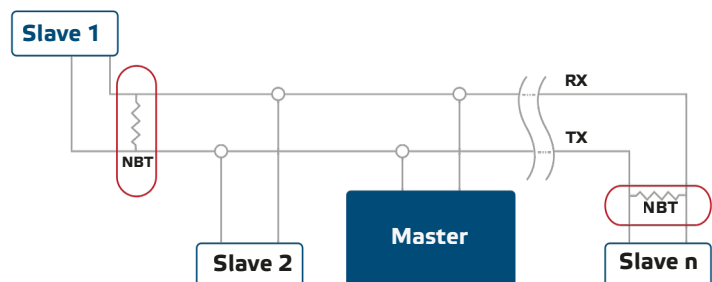 Slave 1
RX
TX
NBT
NBT
Master
Slave 2
Slave n